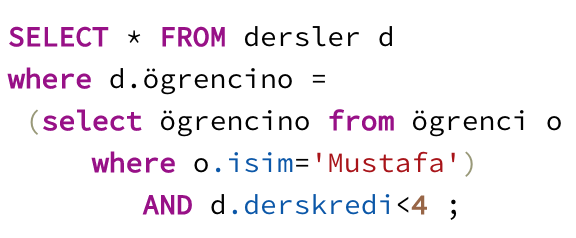 SELECT * FROM dersler d
where d.ögrencino =
(select ögrencino from ögrenci o
where o.isim='Mustafa')
AND d.derskredi<4 ;